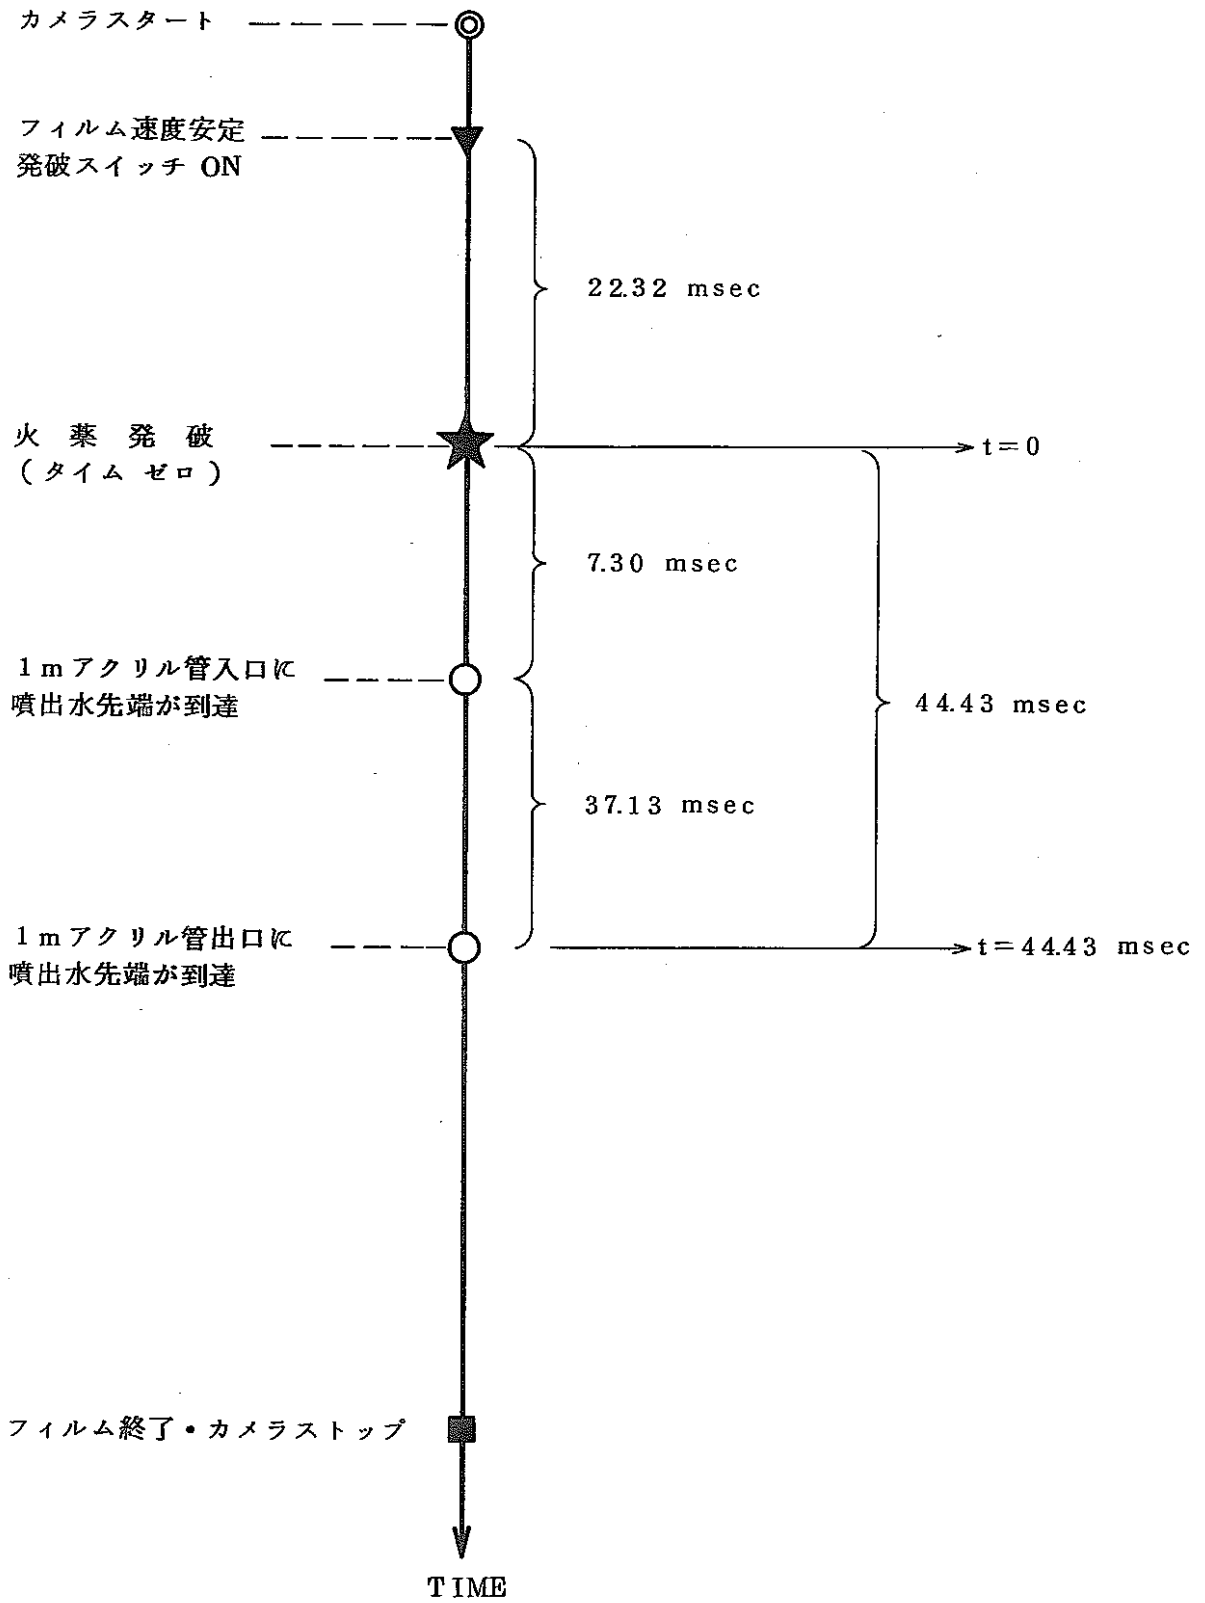 カメラスタート
フィルム速度安定
発破スイッチ ON
22.32 msec
火薬発破
(タイム ゼロ)
t=0
7.30 msec
1mアクリル管入口に
噴出水先端が到達
44.43 msec
37.13 msec
1mアクリル管出口に
噴出水先端が到達
t=44.43 msec
フィルム終了・カメラストップ
TIME